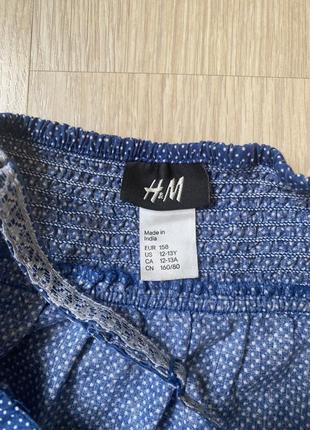 H&M
Made in
India
EUR 158
US 12-13Y
CA 12-13A
CN 160/80